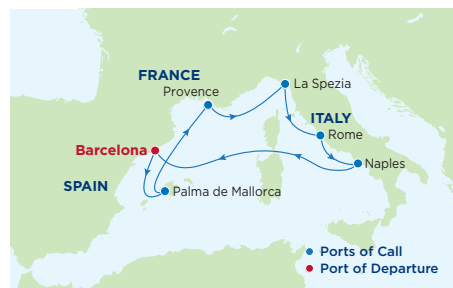 FRANCE
Provence
La Spezia
ITALY
Rome
Barcelona
Naples
SPAIN
Palma de Mallorca
Ports of Call
Port of Departure